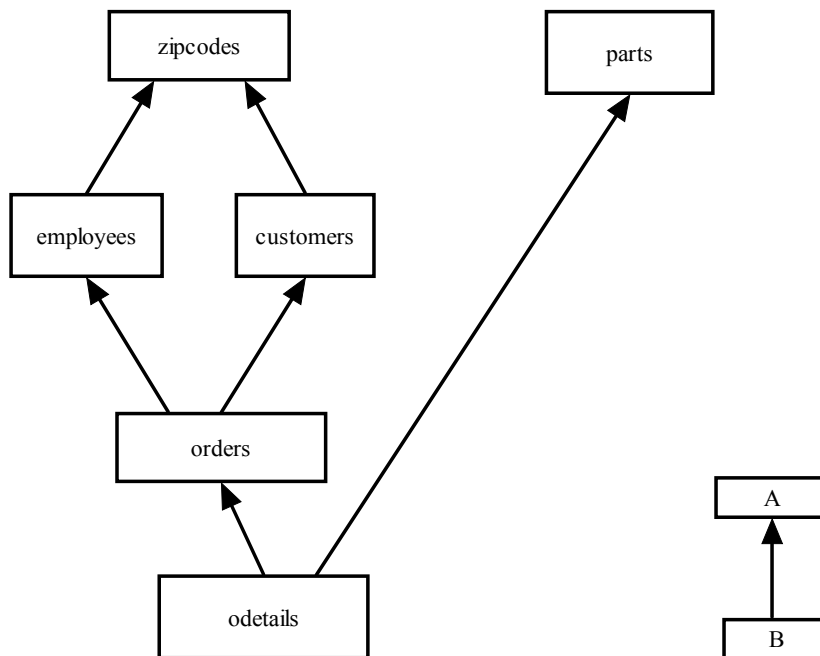 zipcodes
parts
employees
customers
orders
A
odetails
B